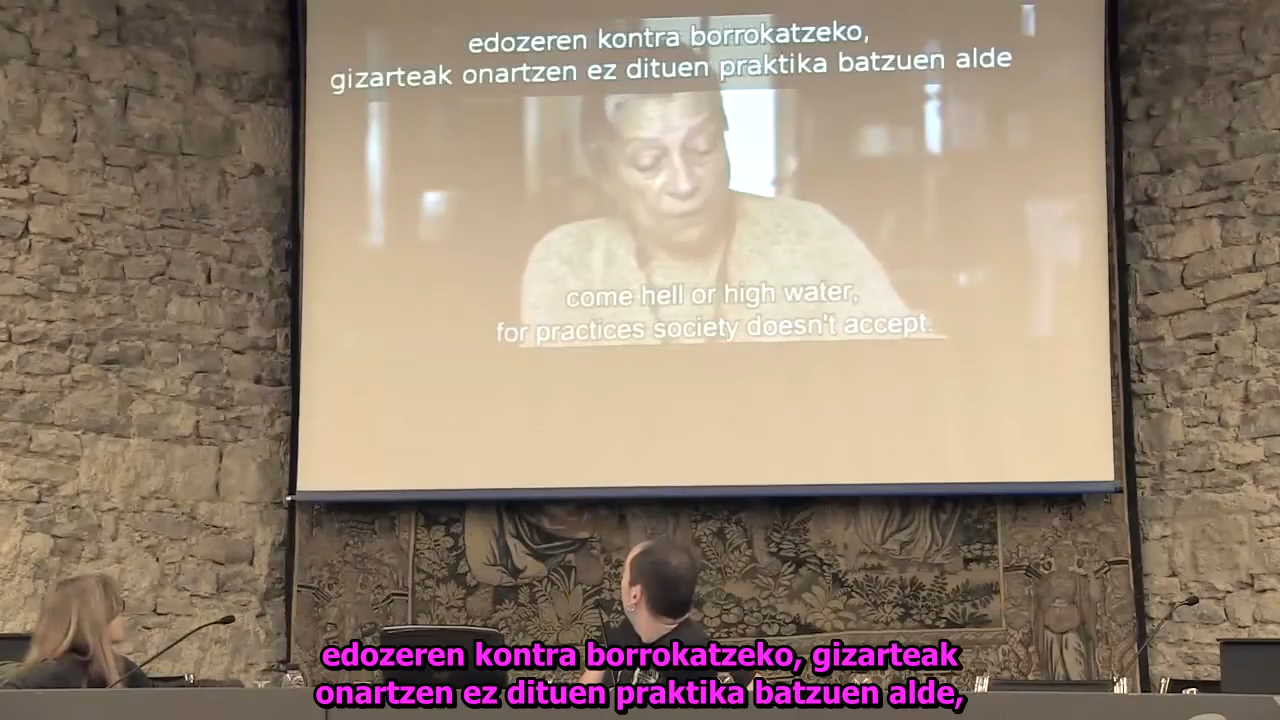 edozeren kontra borrokatzeko,
gizarteak onartzen ez dituen praktika batzuen alde
come hell or high water,
for practices society doesn't accept.
edozeren kontra borrokatzeko, gizarteak
onartzen ez dituen praktika batzuen alde,